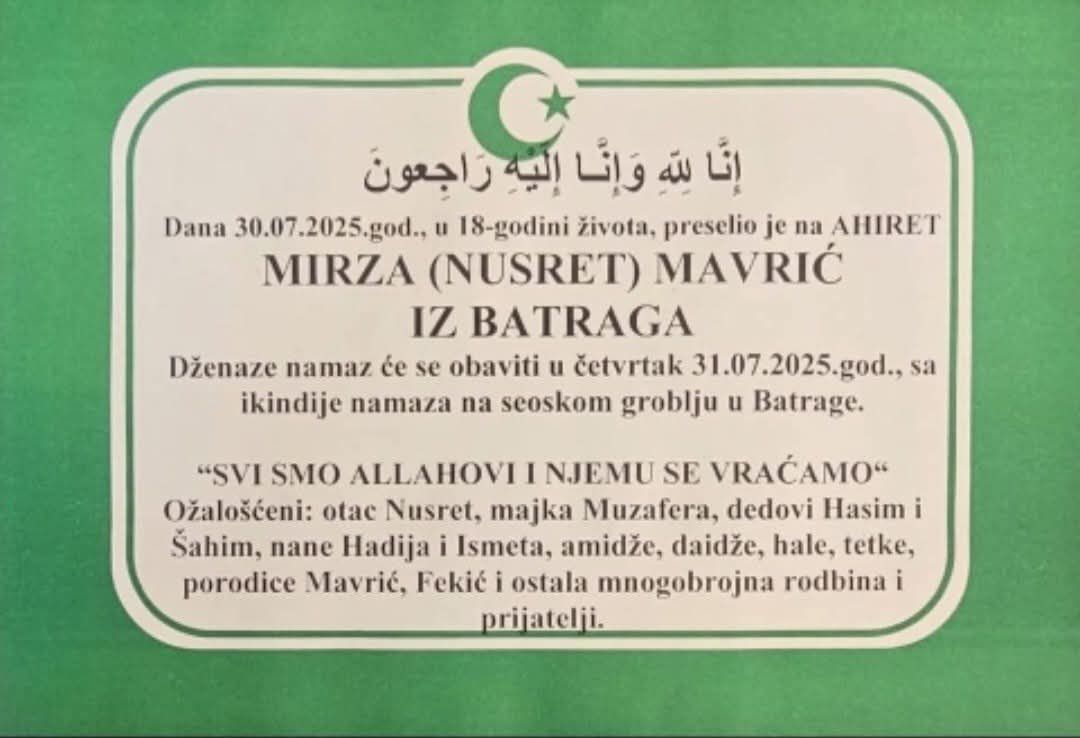 إِنَّا لِلَّٰهِ وَإِنَّــا إِلَيْهِ رَاجِعونَ
Dana 30.07.2025.god., u 18-godini života, preselio je na AHIRET
MIRZA (NUSRET) MAVRIĆ
IZ BATRAGA
Dženaze namaz će se obaviti u četvrtak 31.07.2025.god., sa
ikindije namaza na seoskom groblju u Batrage.
“SVI SMO ALLAHOVI I NJEMU SE VRAĆAMO“
Ožalošćeni: otac Nusret, majka Muzafera, dedovi Hasim i
Šahim, nane Hadija i Ismeta, amidže, daidže, hale, tetke,
porodice Mavrić, Fekić i ostala mnogobrojna rodbina i
prijatelji.